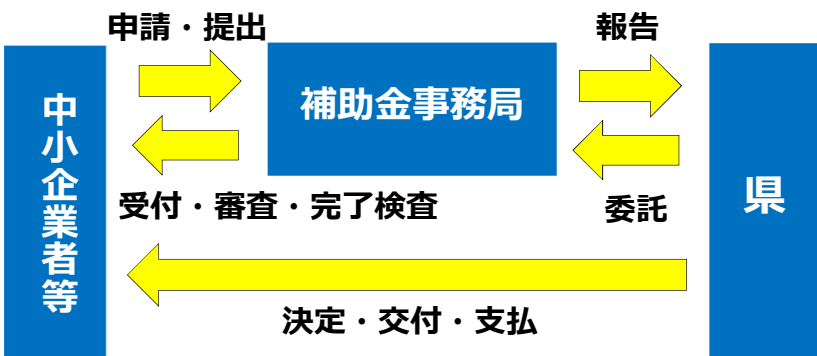 申請・提出
報告
中小企業者等
補助金事務局
県
受付・審査・完了検査
委託
決定・交付・支払